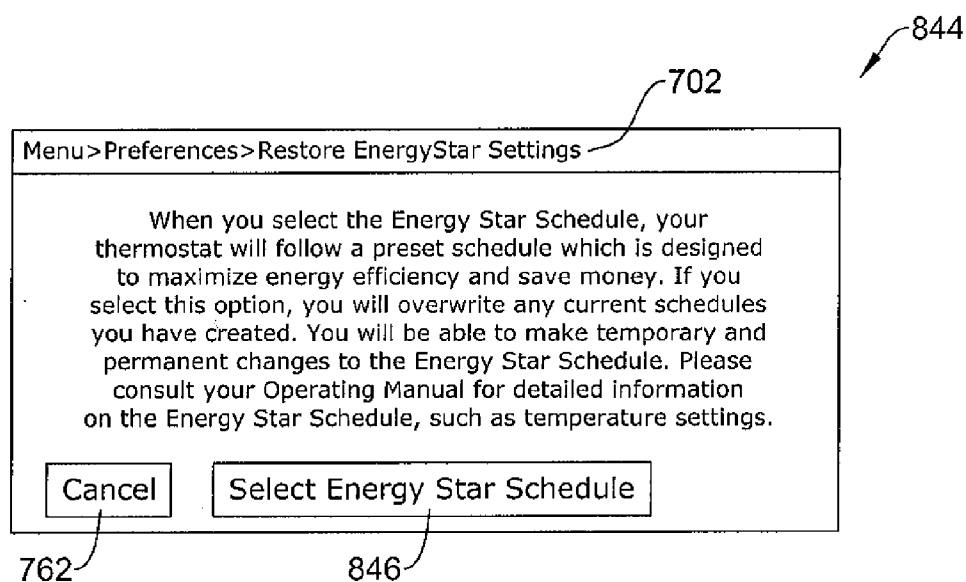 844
702
Menu>Preferences>Restore EnergyStar Settings
When you select the Energy Star Schedule, your
thermostat will follow a preset schedule which is designed
to maximize energy efficiency and save money. If you
select this option, you will overwrite any current schedules
you have created. You will be able to make temporary and
permanent changes to the Energy Star Schedule. Please
consult your Operating Manual for detailed information
on the Energy Star Schedule, such as temperature settings.
Cancel
Select Energy Star Schedule
762
846